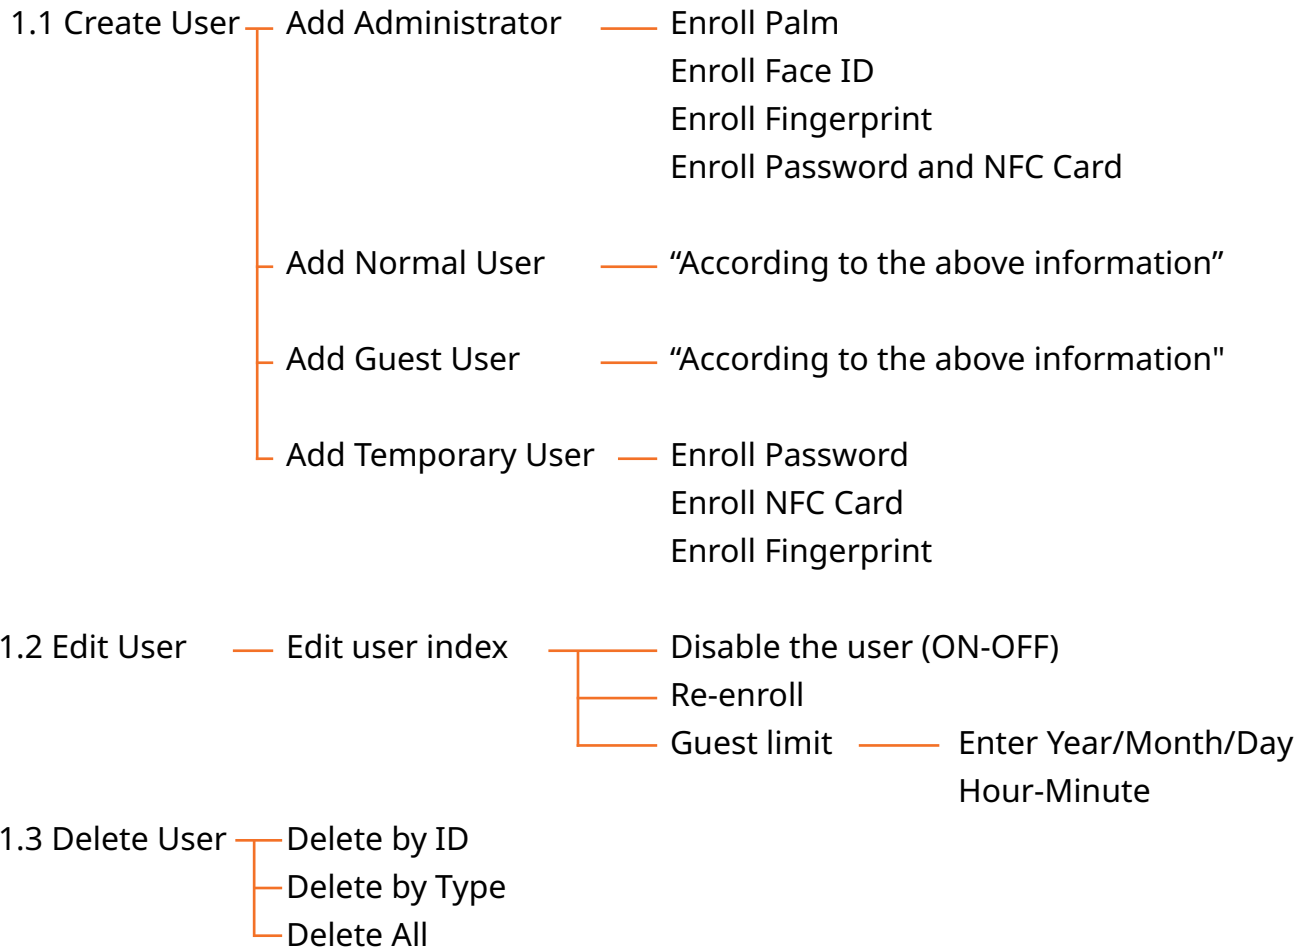 1.1 Create User Add Administrator Enroll Palm
Enroll Face ID
Enroll Fingerprint
Enroll Password and NFC Card
Add Normal User “According to the above information”
Add Guest User “According to the above information"
Add Temporary User Enroll Password
Enroll NFC Card
Enroll Fingerprint
1.2 Edit User Edit user index Disable the user (ON-OFF)
Re-enroll
Guest limit Enter Year/Month/Day
Hour-Minute
1.3 Delete User Delete by ID
Delete by Type
Delete All